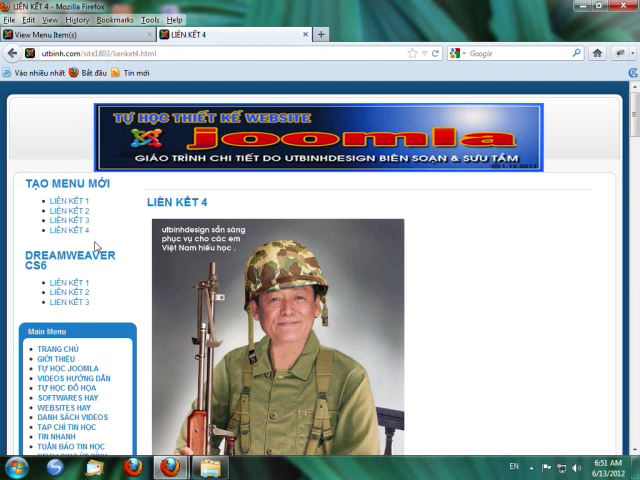 LIÊN KẾT 4 - Mozilla Firefox
File Edit View History Bookmarks Tools Help
View Menu Item(s)
LIÊN KẾT 4
utbinh.com/site1803/lienket4.html
Google
Vào nhiều nhất Bắt đầu Tin mới
TỰ HỌC THIẾT KẾ WEBSITE
joomla
GIÁO TRÌNH CHI TIẾT DO UTBINHDESIGN BIÊN SOẠN & SƯU TẦM
TẠO MENU MỚI
LIÊN KẾT 1
LIÊN KẾT 2
LIÊN KẾT 3
LIÊN KẾT 4
DREAMWEAVER
CS6
LIÊN KẾT 1
LIÊN KẾT 2
LIEN KẾT 3
Main Menu
TRANG CHỦ
GIỚI THIỆU
TỰ HỌC JOOMLA
VIDEOS HƯỚNG DẪN
TỰ HỌC ĐỒ HỌA
SOFTWARES HAY
WEBSITES HAY
DANH SÁCH VIDEOS
TẠP CHÍ TIN HỌC
TIN NHANH
TUẦN BÁO TIN HỌC
LIÊN KẾT 4
utbinhdesign sẵn sàng
phục vụ cho các em
Việt Nam hiếu học .
EN
6:51 AM
6/13/2012